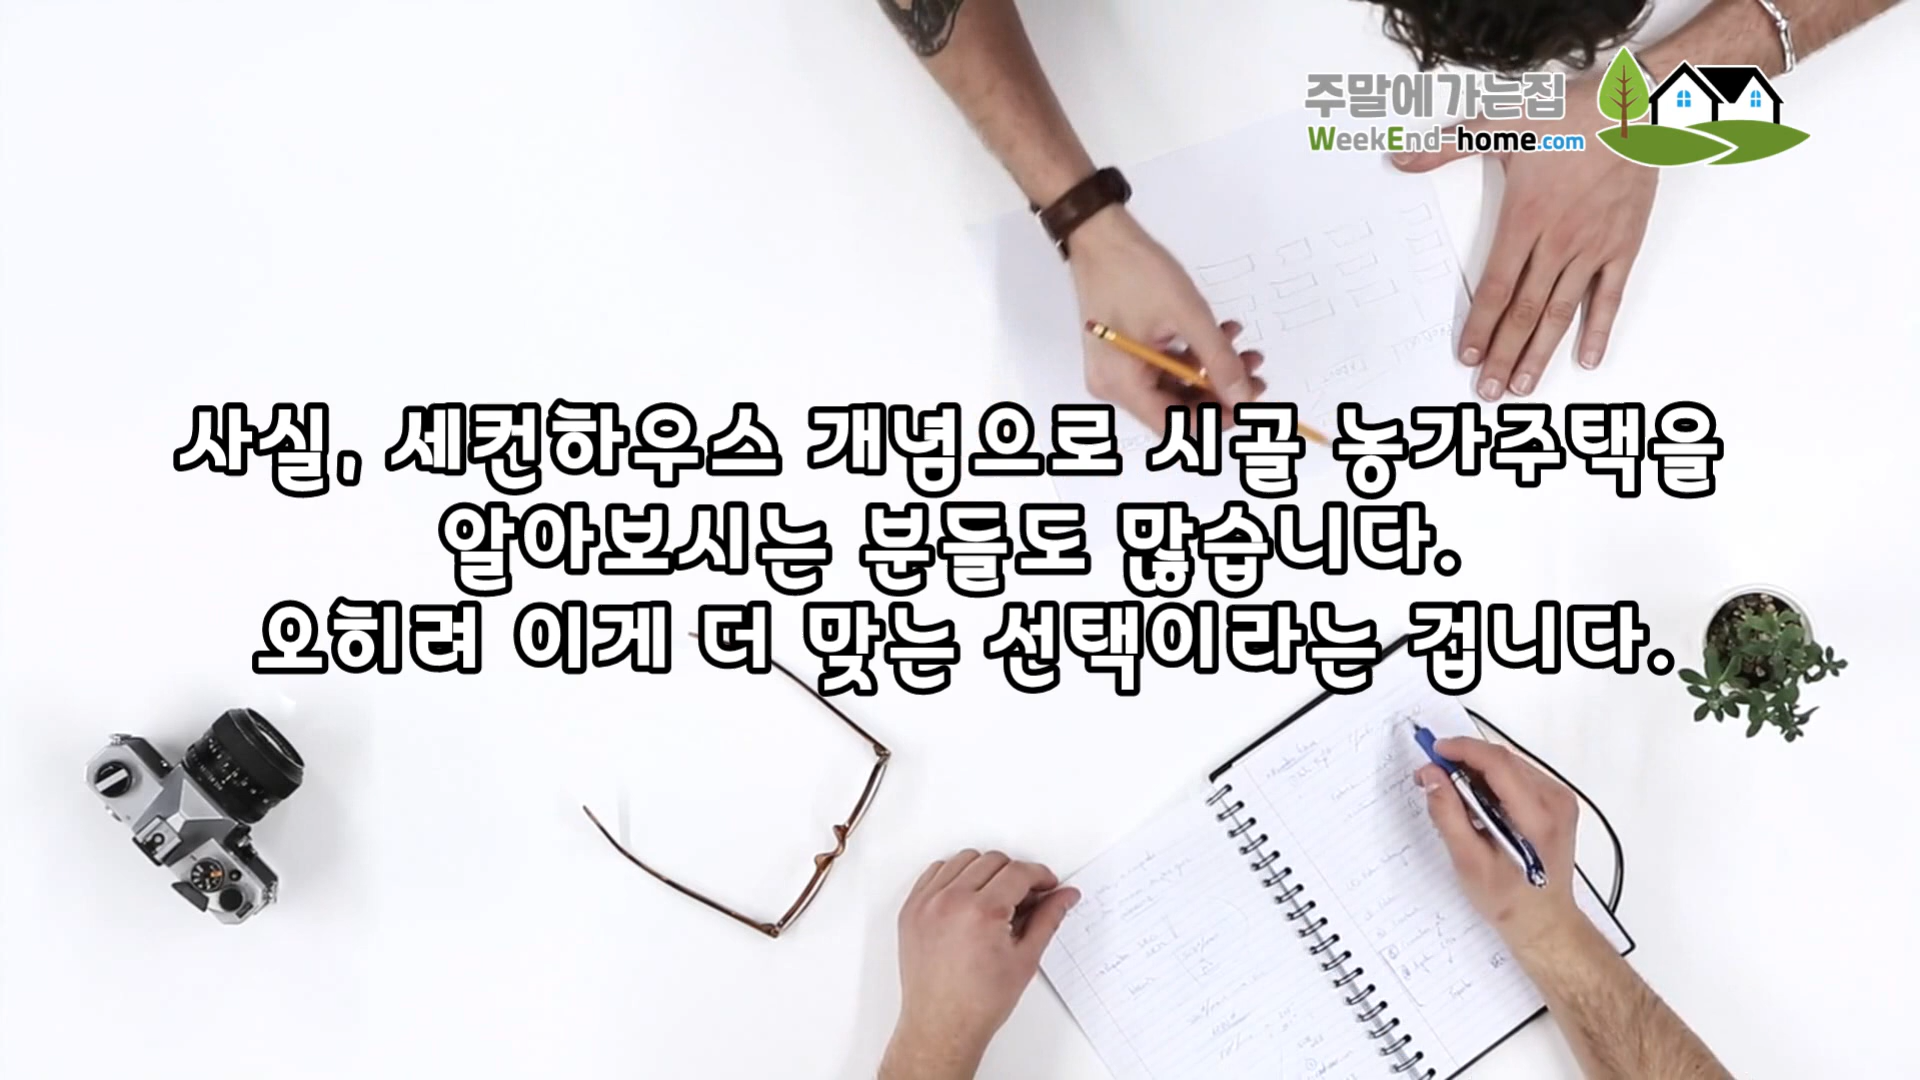 주말에가는집
WeekEnd-home.com
사실, 세컨하우스 개념으로 시골 농가주택을
알아보시는 분들도 많습니다.
오히려 이게 더 맞는 선택이라는 겁니다.